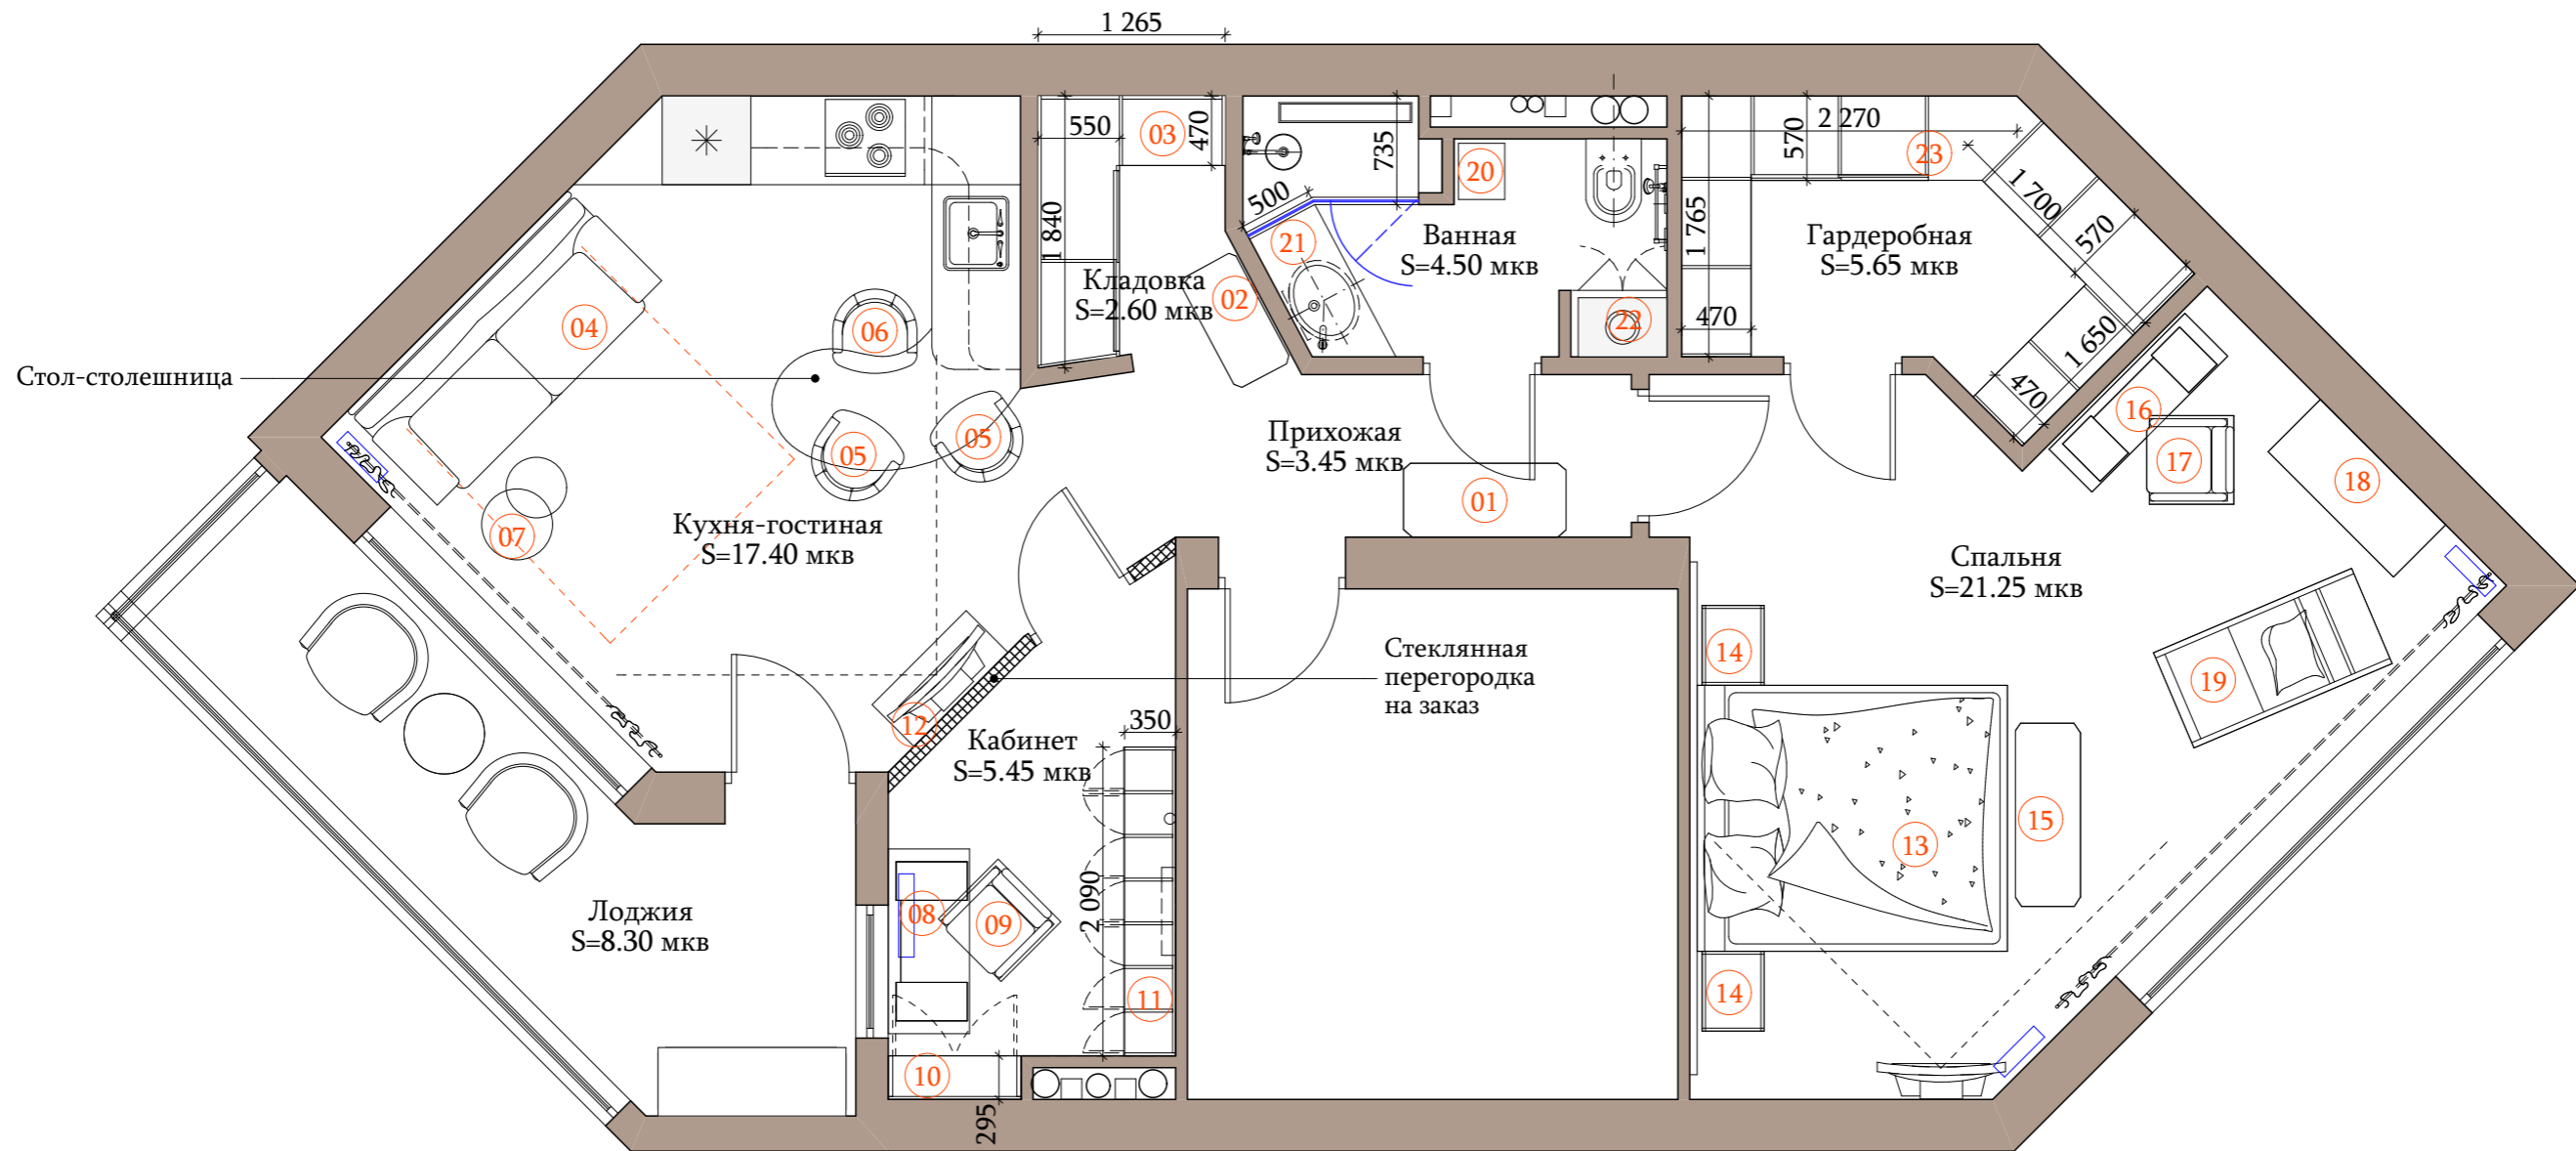 1 265
550
03
470
1 840
Кладовка
S=2.60 мкв
02
735
500
21
20
Ванная
S=4.50 мкв
22
2 270
570
23
1 765
1 700
570
Гардеробная
S=5.65 мкв
470
1 650
470
04
06
Стол-столешница
05
05
07
Кухня-гостиная
S=17.40 мкв
Прихожая
S=3.45 мкв
01
16
17
18
Спальня
S=21.25 мкв
19
14
13
15
14
Стеклянная
перегородка
на заказ
12
350
Кабинет
S=5.45 мкв
2 090
08
09
11
10
295
Лоджия
S=8.30 мкв